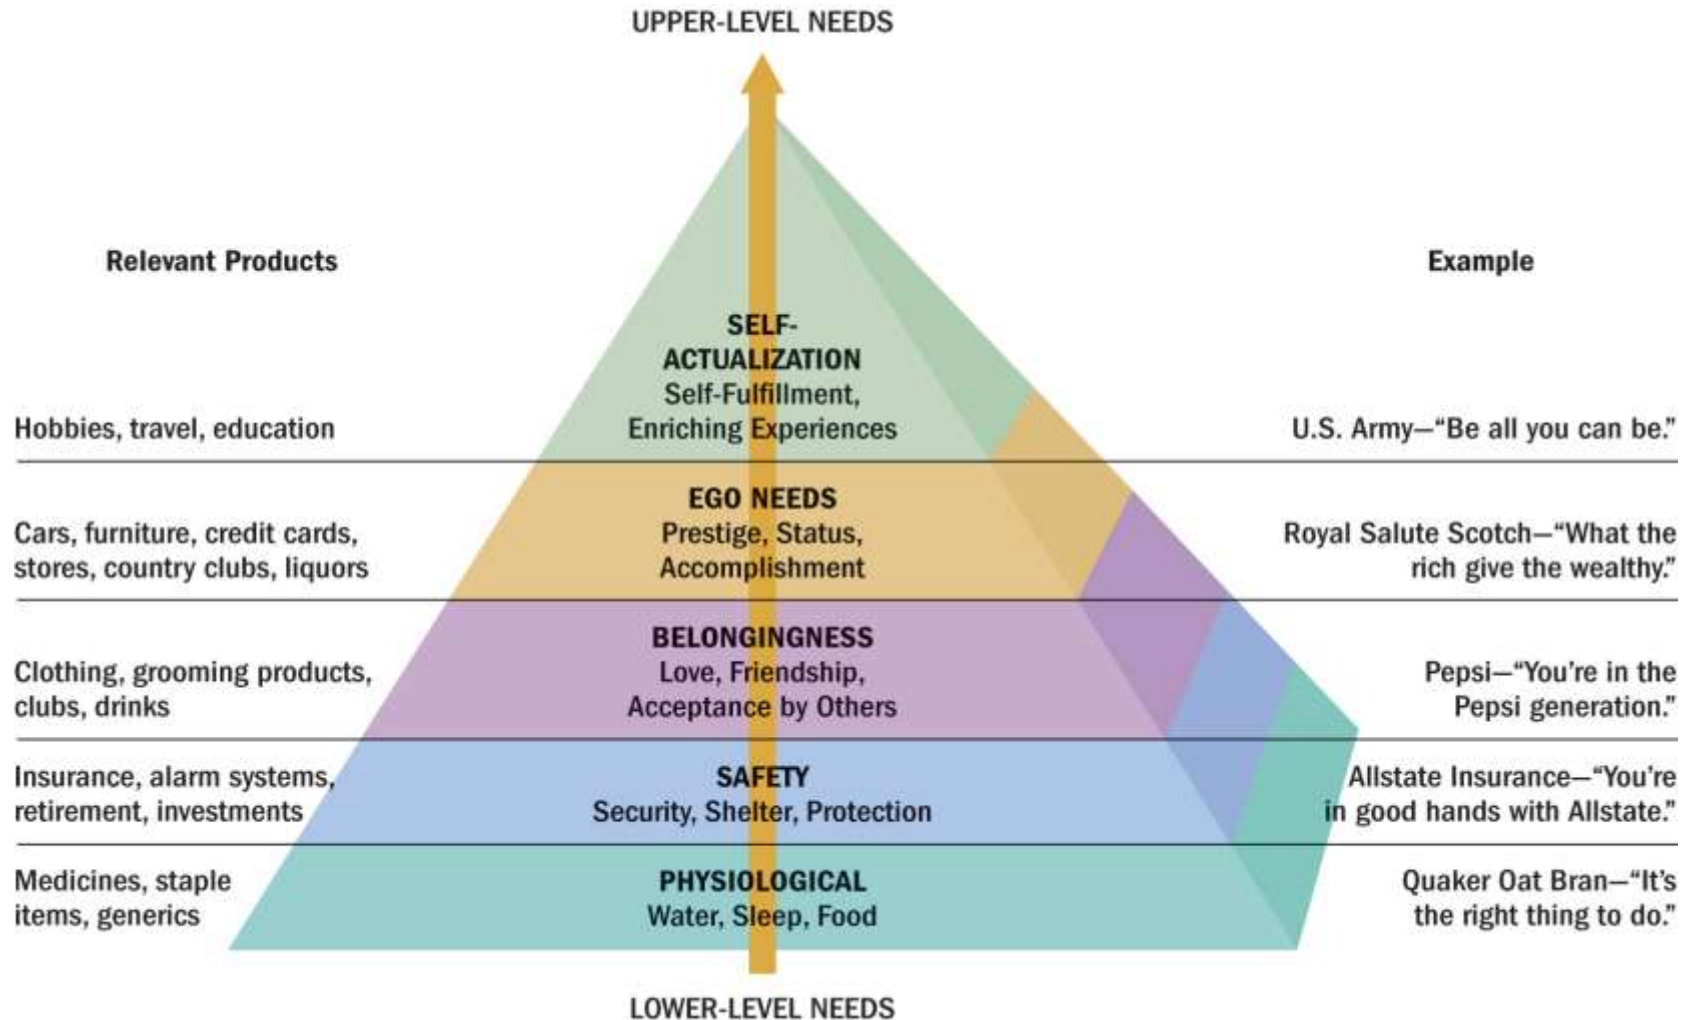 UPPER-LEVEL NEEDS
Relevant Products
Example
SELF-
ACTUALIZATION
Self-Fulfillment,
Enriching Experiences
Hobbies, travel, education
U.S. Army—“Be all you can be.”
EGO NEEDS
Prestige, Status,
Accomplishment
Cars, furniture, credit cards,
stores, country clubs, liquors
Royal Salute Scotch—“What the
rich give the wealthy.”
BELONGINGNESS
Love, Friendship,
Acceptance by Others
Clothing, grooming products,
clubs, drinks
Pepsi—“You’re in the
Pepsi generation.”
SAFETY
Security, Shelter, Protection
Insurance, alarm systems,
retirement, investments
Allstate Insurance—“You’re
in good hands with Allstate.”
PHYSIOLOGICAL
Water, Sleep, Food
Medicines, staple
items, generics
Quaker Oat Bran—“It’s
the right thing to do.”
LOWER-LEVEL NEEDS